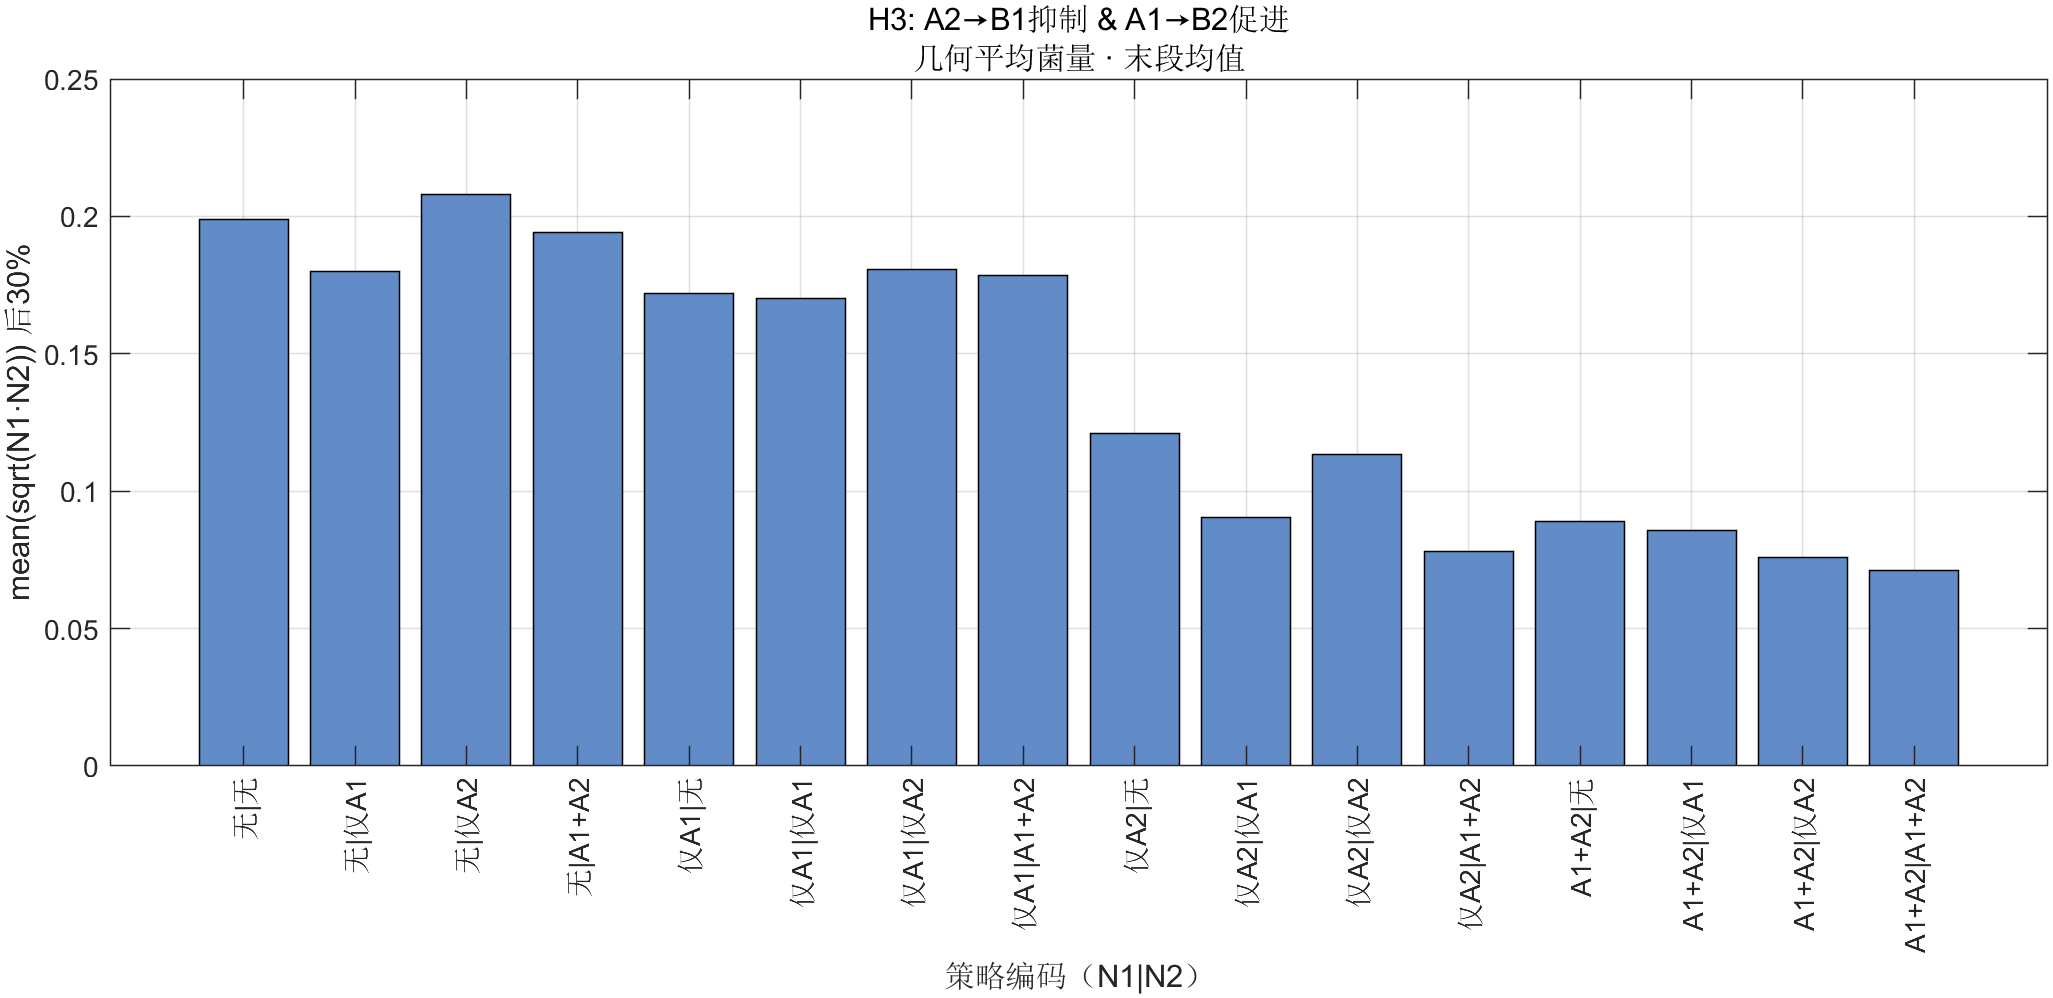 H3: A2→B1抑制 & A1→B2促进
几何平均菌量 · 末段均值
mean(sqrt(N1·N2)) 后30%
0.25
0.2
0.15
0.1
0.05
0
无|无
无|仅A1
无|仅A2
无|A1+A2
仅A1|无
仅A1|仅A1
仅A1|仅A2
仅A1|A1+A2
仅A2|无
仅A2|仅A1
仅A2|仅A2
仅A2|A1+A2
A1+A2|无
A1+A2|仅A1
A1+A2|仅A2
A1+A2|A1+A2
策略编码（N1|N2）